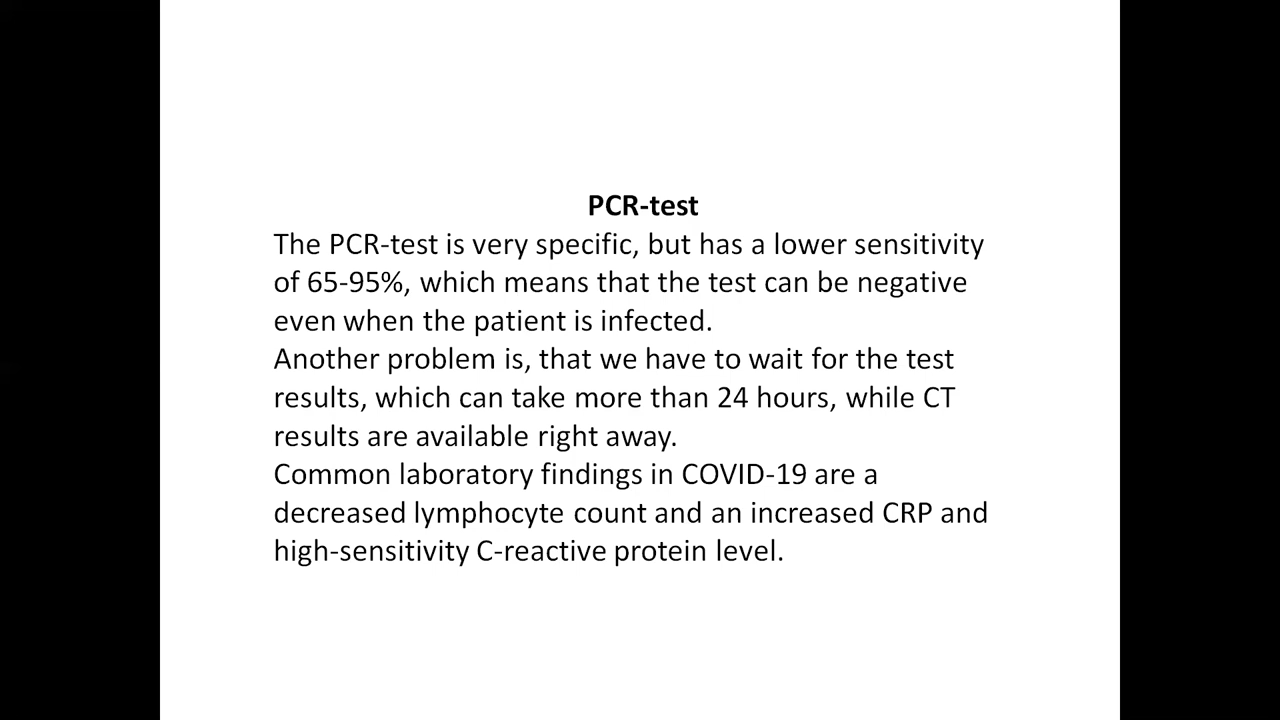 PCR-test
The PCR-test is very specific, but has a lower sensitivity
of 65-95%, which means that the test can be negative
even when the patient is infected.
Another problem is, that we have to wait for the test
results, which can take more than 24 hours, while CT
results are available right away.
Common laboratory findings in COVID-19 are a
decreased lymphocyte count and an increased CRP and
high-sensitivity C-reactive protein level.